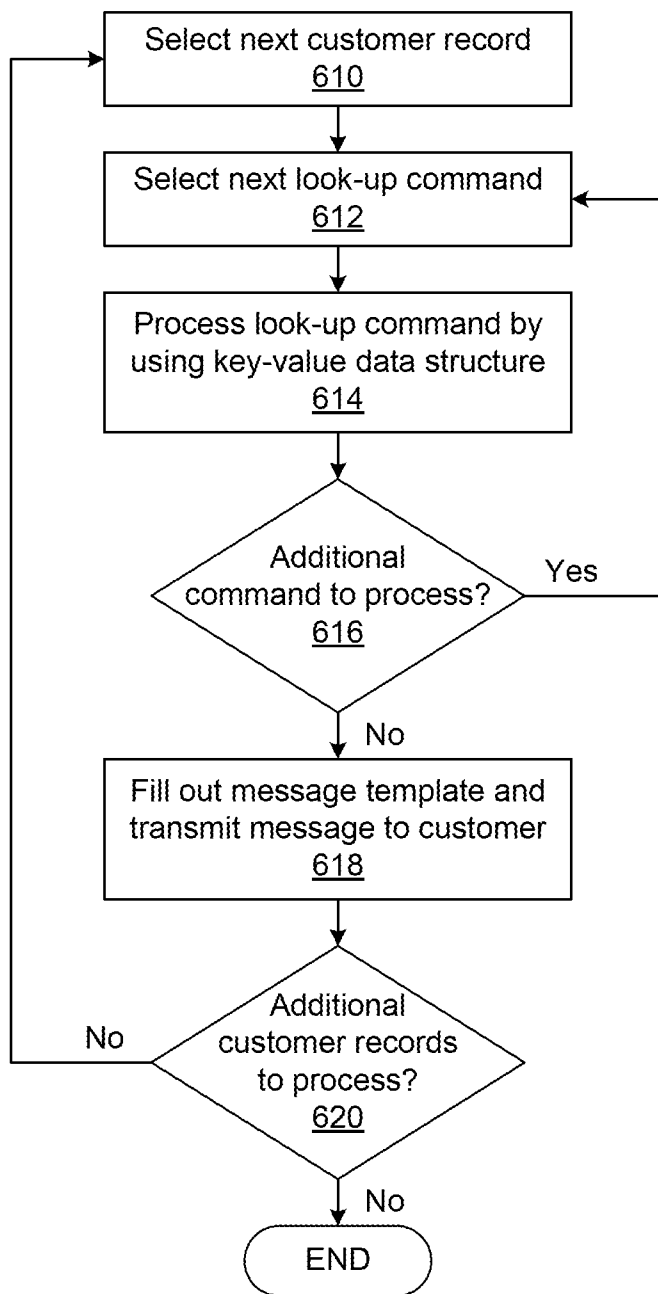 Select next customer record
610
Select next look-up command
612
Process look-up command by
using key-value data structure
614
Additional
command to process?
616
Yes
No
Fill out message template and
transmit message to customer
618
Additional
customer records
to process?
620
No
No
END